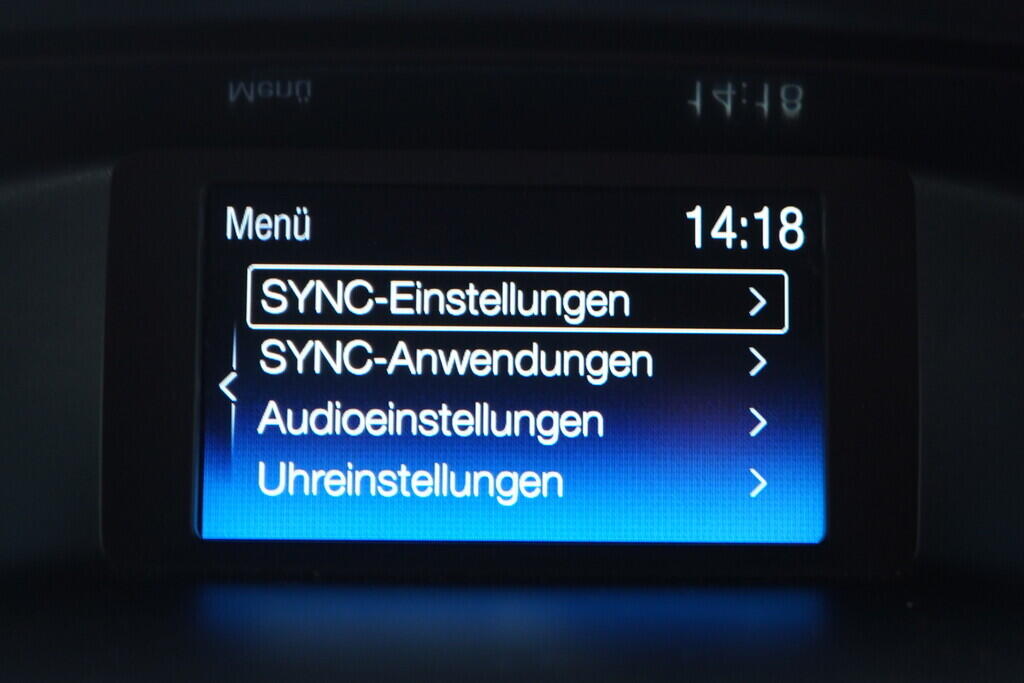 Menü 14:18
SYNC-Einstellungen
SYNC-Anwendungen
Audioeinstellungen
Uhreinstellungen